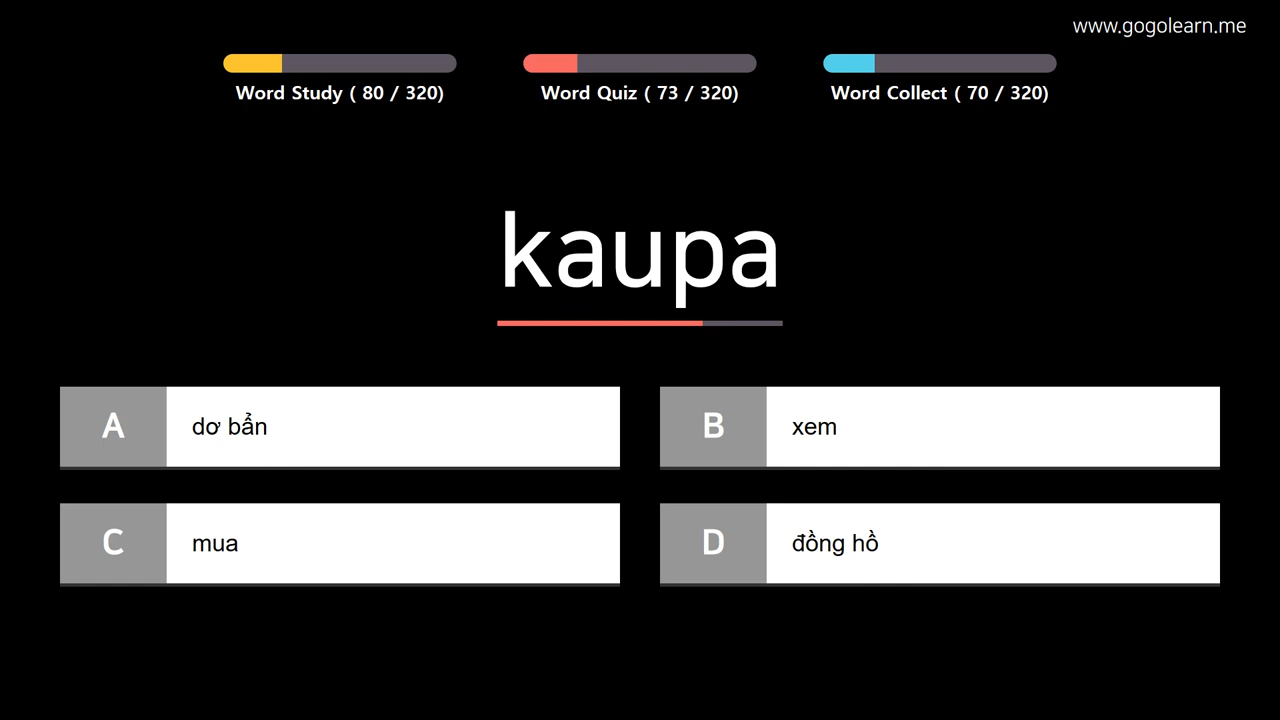 www.gogolearn.me
Word Study ( 80 / 320)
Word Quiz ( 73 / 320)
Word Collect ( 70 / 320)
kaupa
A dơ bẩn
B xem
C mua
D đồng hồ